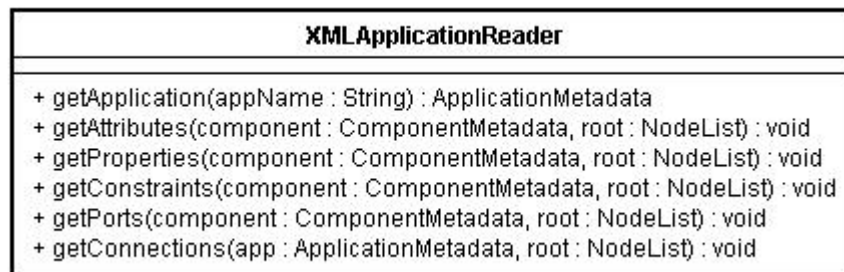 XMLApplicationReader
+ getApplication(appName : String) : ApplicationMetadata
+ getAttributes(component : ComponentMetadata, root : NodeList) : void
+ getProperties(component : ComponentMetadata, root : NodeList) : void
+ getConstraints(component : ComponentMetadata, root : NodeList) : void
+ getPorts(component : ComponentMetadata, root : NodeList) : void
+ getConnections(app : ApplicationMetadata, root : NodeList) : void